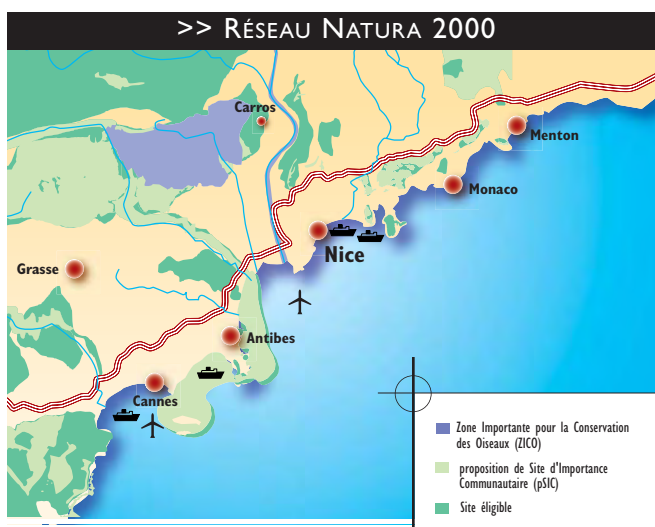 >> RÉSEAU NATURA 2000
Carros
Menton
Monaco
Nice
Grasse
Antibes
Cannes
Zone Importante pour la Conservation
des Oiseaux (ZICO)
proposition de Site d'Importance
Communautaire (pSIC)
Site éligible